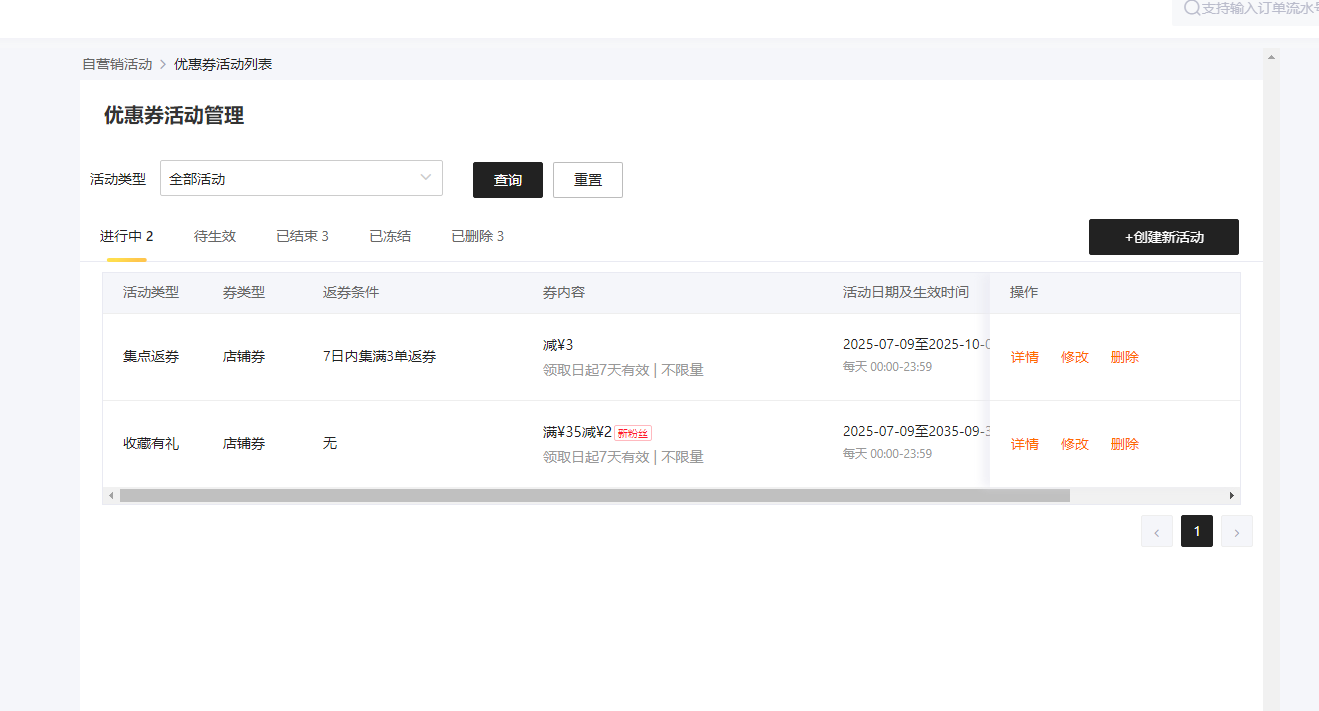 支持输入订单流水号
自营销活动 > 优惠券活动列表
优惠券活动管理
活动类型 全部活动 查询 重置
进行中 2 待生效 已结束 3 已冻结 已删除 3 +创建新活动
活动类型 券类型 返券条件 券内容 活动日期及生效时间 操作
集点返券 店铺券 7日内集满3单返券
减¥3
领取日起7天有效 | 不限量
2025-07-09至2025-10-0
每天 00:00-23:59
详情 修改 删除
收藏有礼 店铺券 无
满¥35减¥2 新粉丝
领取日起7天有效 | 不限量
2025-07-09至2035-09-3
每天 00:00-23:59
详情 修改 删除
‹ 1 ›